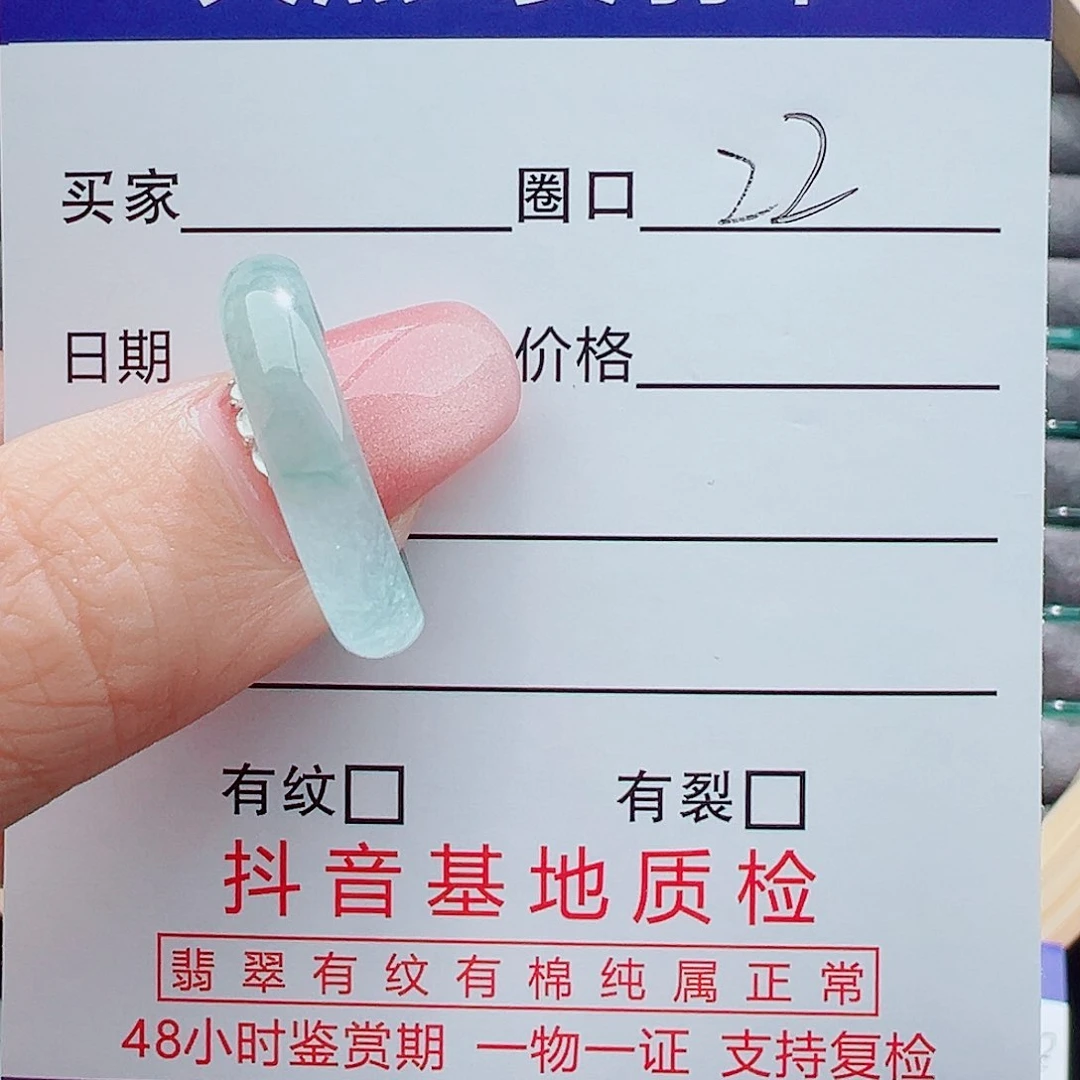 买家 圈口 22
日期 价格
有纹 有裂
抖音基地质检
翡翠有纹有棉纯属正常
48小时鉴赏期 一物一证 支持复检